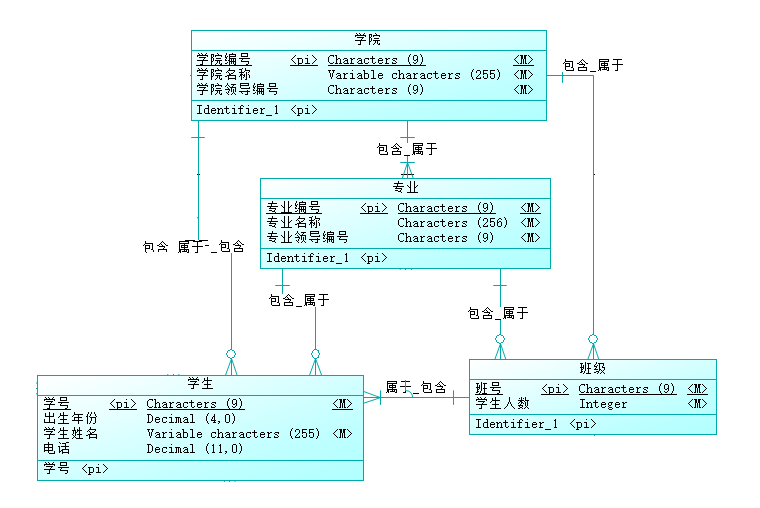 学院
学院编号 <pi> Characters (9) <M>
学院名称 Variable characters (255) <M>
学院领导编号 Characters (9) <M>
Identifier_1 <pi>
包含_属于
包含_属于
专业
专业编号 <pi> Characters (9) <M>
专业名称 Characters (256) <M>
专业领导编号 Characters (9) <M>
Identifier_1 <pi>
包含_属于_包含
包含_属于
包含_属于
学生
学号 <pi> Characters (9) <M>
出生年份 Decimal (4,0)
学生姓名 Variable characters (255) <M>
电话 Decimal (11,0)
学号 <pi>
属于_包含
班级
班号 <pi> Characters (9) <M>
学生人数 Integer <M>
Identifier_1 <pi>